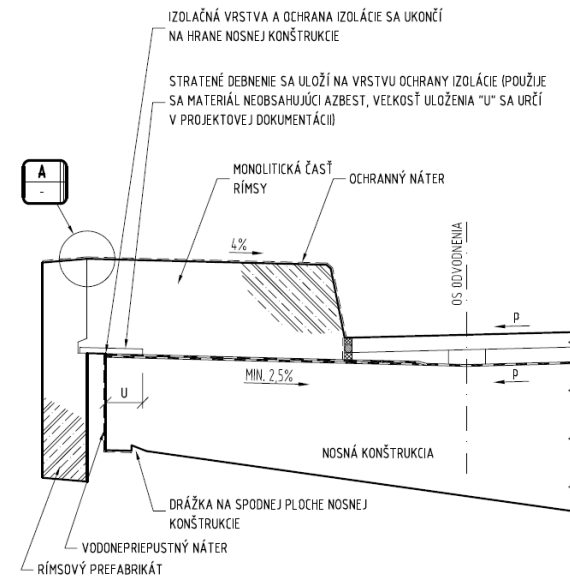 IZOLAČNÁ VRSTVA A OCHRANA IZOLÁCIE SA UKONČÍ
NA HRANE NOSNEJ KONŠTRUKCIE
STRATENÉ DEBNENIE SA ULOŽÍ NA VRSTVU OCHRANY IZOLÁCIE (POUŽIJE
SA MATERIÁL NEOBSAHUJÚCI AZBEST, VEĽKOSŤ ULOŽENIA "U" SA URČÍ
V PROJEKTOVEJ DOKUMENTÁCII)
A
-
MONOLITICKÁ ČASŤ
RÍMSY
OCHRANNÝ NÁTER
4%
OS ODVODNENIA
P
MIN. 2,5%
P
U
NOSNÁ KONŠTRUKCIA
DRÁŽKA NA SPODNEJ PLOCHE NOSNEJ
KONŠTRUKCIE
VODONEPRIEPUSTNÝ NÁTER
RÍMSOVÝ PREFABRIKÁT